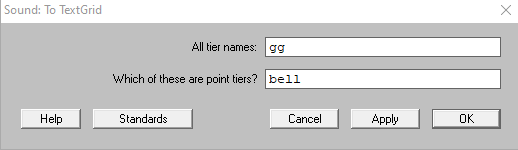 Sound: To TextGrid
All tier names: gg
Which of these are point tiers? bell
Help Standards Cancel Apply OK